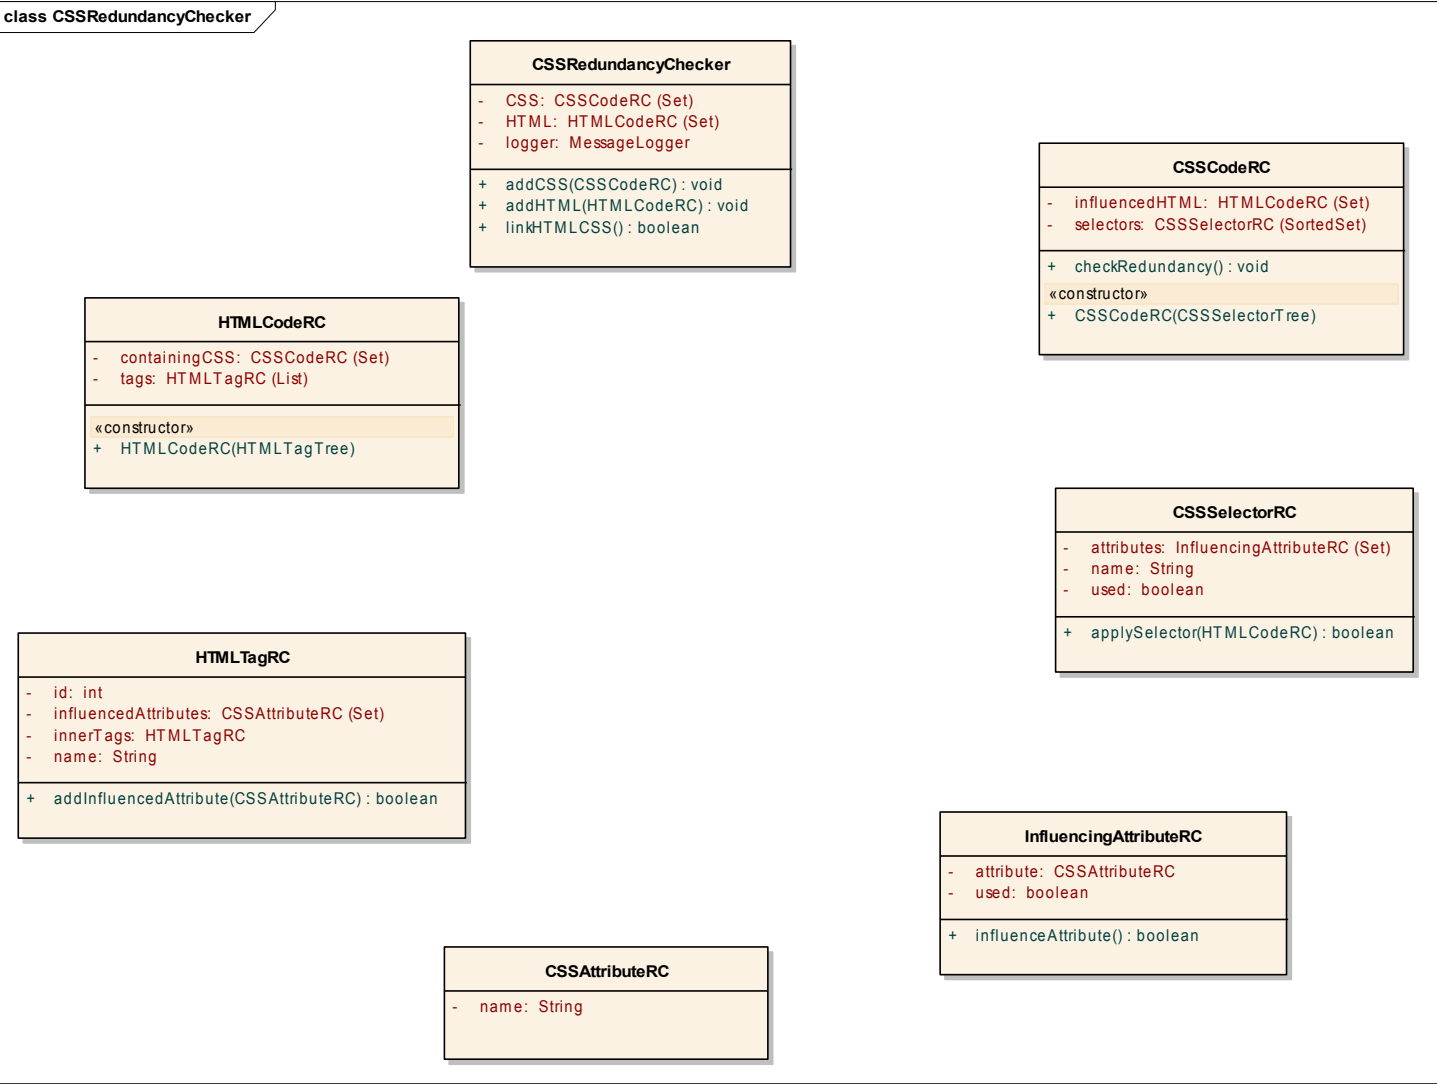 class CSSRedundancyChecker
CSSRedundancyChecker
- CSS: CSSCodeRC (Set)
- HTML: HTMLCodeRC (Set)
- logger: MessageLogger
+ addCSS(CSSCodeRC) : void
+ addHTML(HTMLCodeRC) : void
+ linkHTMLCSS() : boolean
CSSCodeRC
- influencedHTML: HTMLCodeRC (Set)
- selectors: CSSSelectorRC (SortedSet)
+ checkRedundancy() : void
«constructor»
+ CSSCodeRC(CSSSelectorTree)
HTMLCodeRC
- containingCSS: CSSCodeRC (Set)
- tags: HTMLTagRC (List)
«constructor»
+ HTMLCodeRC(HTMLTagTree)
CSSSelectorRC
- attributes: InfluencingAttributeRC (Set)
- name: String
- used: boolean
+ applySelector(HTMLCodeRC) : boolean
HTMLTagRC
- id: int
- influencedAttributes: CSSAttributeRC (Set)
- innerTags: HTMLTagRC
- name: String
+ addInfluencedAttribute(CSSAttributeRC) : boolean
InfluencingAttributeRC
- attribute: CSSAttributeRC
- used: boolean
+ influenceAttribute() : boolean
CSSAttributeRC
- name: String